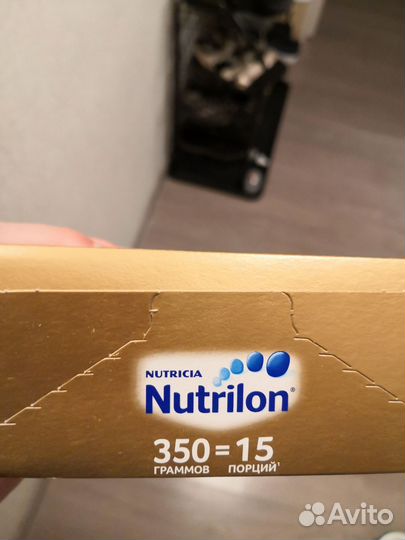 NUTRICIA
Nutrilon®
350 = 15
ГРАММОВ ПОРЦИЙ¹
Avito